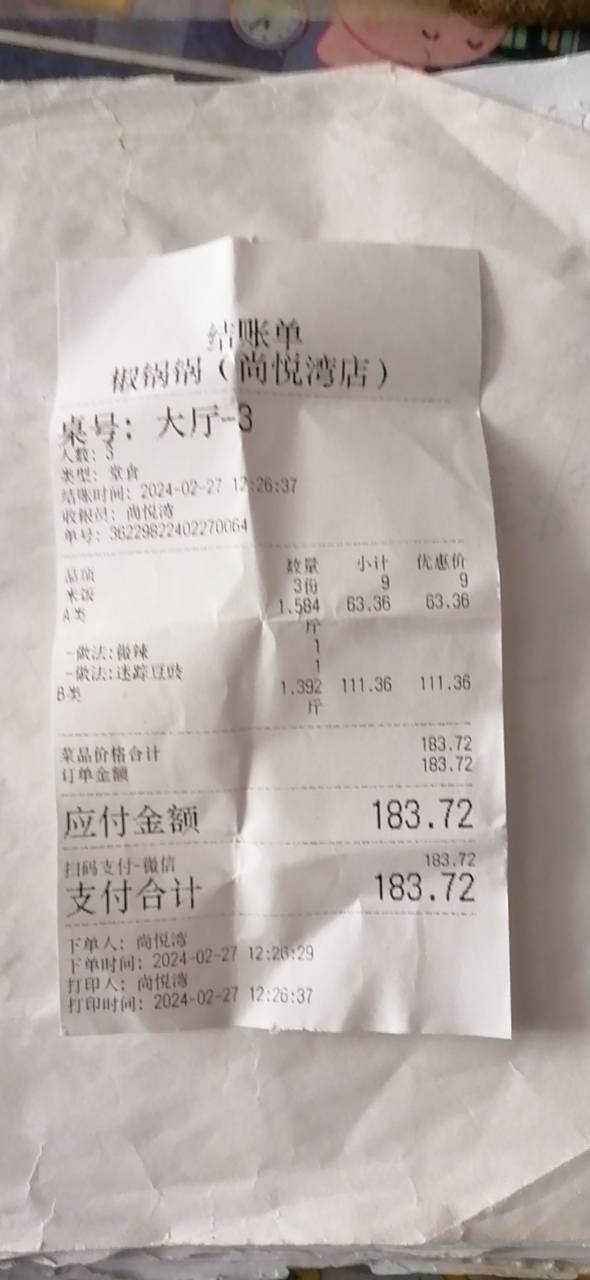 结账单
椒锅锅（尚悦湾店）
桌号：大厅-3
人数：3
类型：堂食
结账时间：2024-02-27 12:26:37
收银员：尚悦湾
单号：36229822402270064
品项 数量 小计 优惠价
米饭 3份 9 9
A类 1.584 63.36 63.36
斤
-做法:微辣 1
-做法:迷踪豆豉 1
B类 1.392 111.36 111.36
斤
菜品价格合计 183.72
订单金额 183.72
应付金额 183.72
扫码支付-微信 183.72
支付合计 183.72
下单人：尚悦湾
下单时间：2024-02-27 12:26:29
打印人：尚悦湾
打印时间：2024-02-27 12:26:37